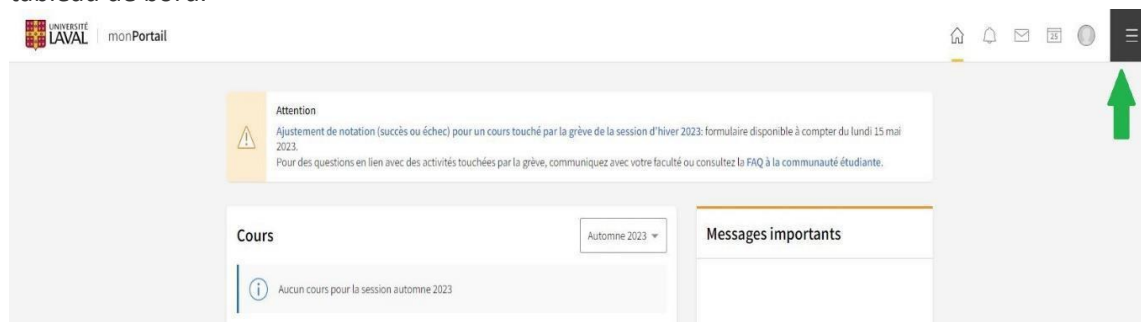 UNIVERSITÉ
LAVAL
monPortail
25
Attention
Ajustement de notation (succès ou échec) pour un cours touché par la grève de la session d'hiver 2023: formulaire disponible à compter du lundi 15 mai
2023.
Pour des questions en lien avec des activités touchées par la grève, communiquez avec votre faculté ou consultez la FAQ à la communauté étudiante.
Cours
Automne 2023
Messages importants
Aucun cours pour la session automne 2023